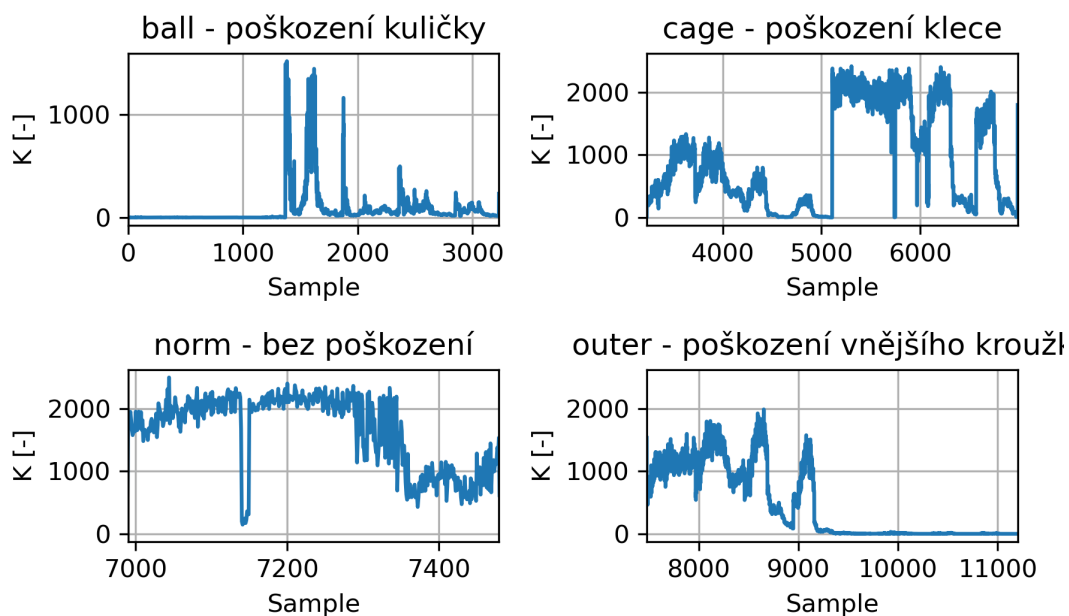 ball - poškození kuličky
K [-]
1000
0
0 1000 2000 3000
Sample
cage - poškození klece
K [-]
2000
1000
0
4000 5000 6000
Sample
norm - bez poškození
K [-]
2000
1000
0
7000 7200 7400
Sample
outer - poškození vnějšího
K [-]
2000
1000
0
8000 9000 10000 11000
Sample